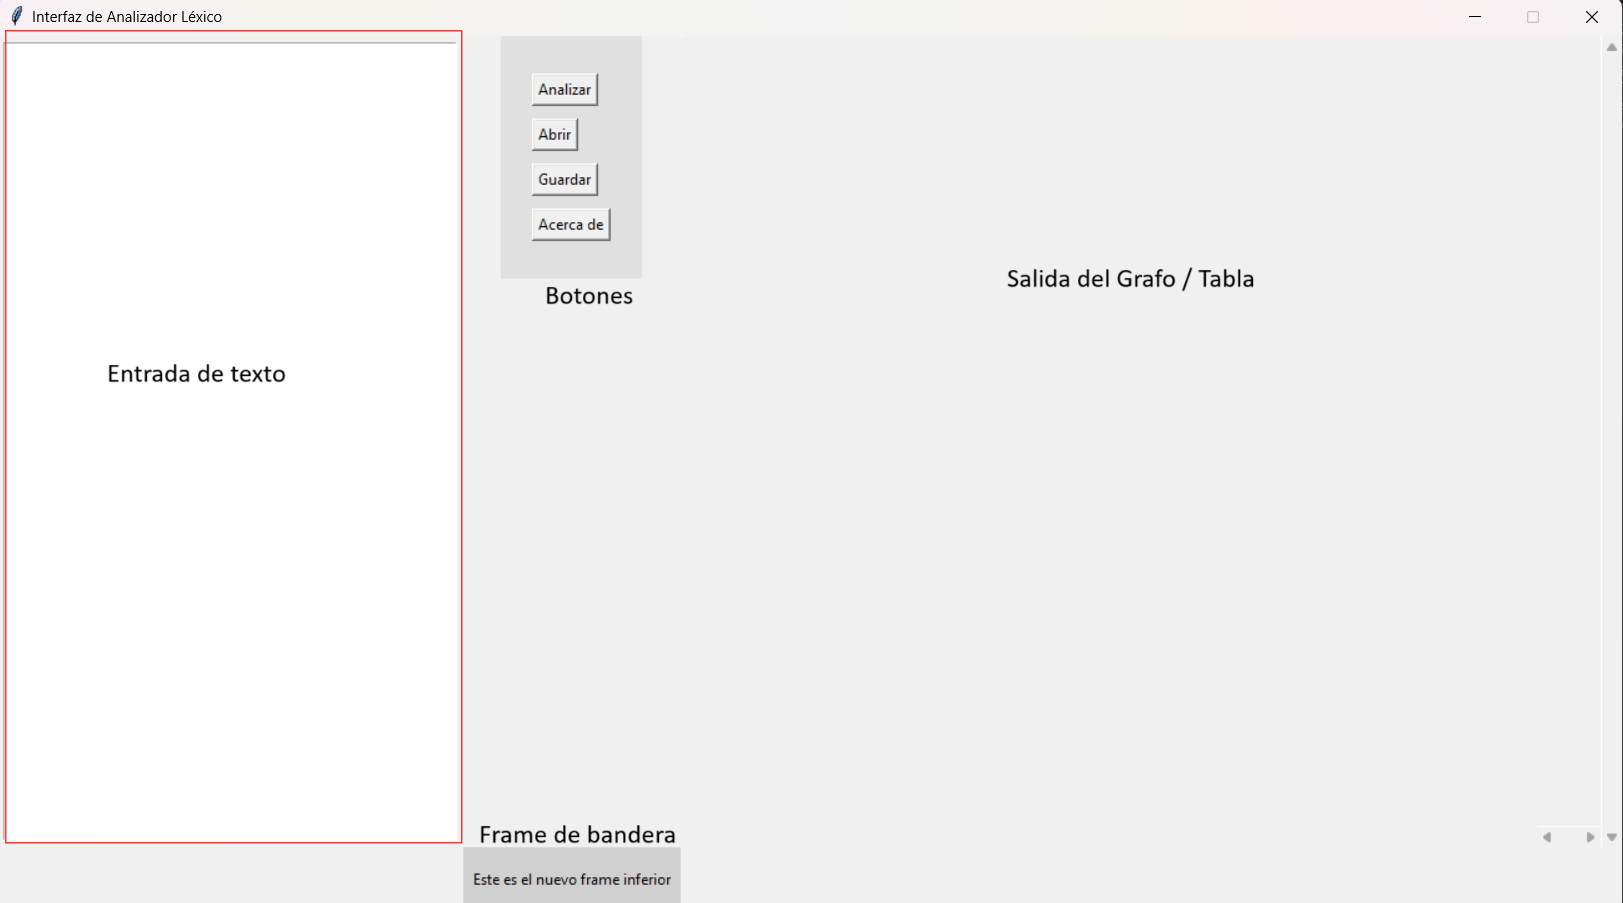 Interfaz de Analizador Léxico
Analizar
Abrir
Guardar
Acerca de
Botones
Salida del Grafo / Tabla
Entrada de texto
Frame de bandera
Este es el nuevo frame inferior